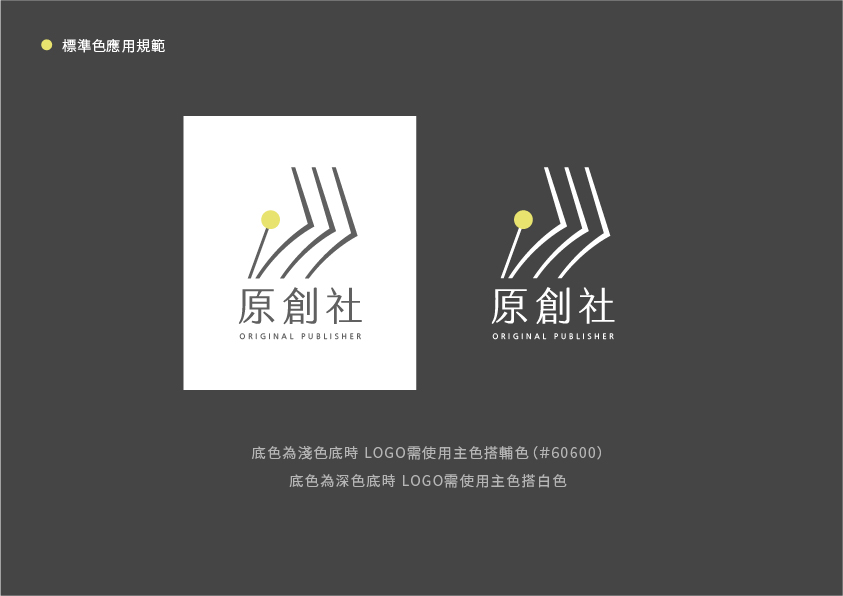 標準色應用規範
原創社
ORIGINAL PUBLISHER
原創社
ORIGINAL PUBLISHER
底色為淺色底時 LOGO需使用主色搭輔色(#60600)
底色為深色底時 LOGO需使用主色搭白色